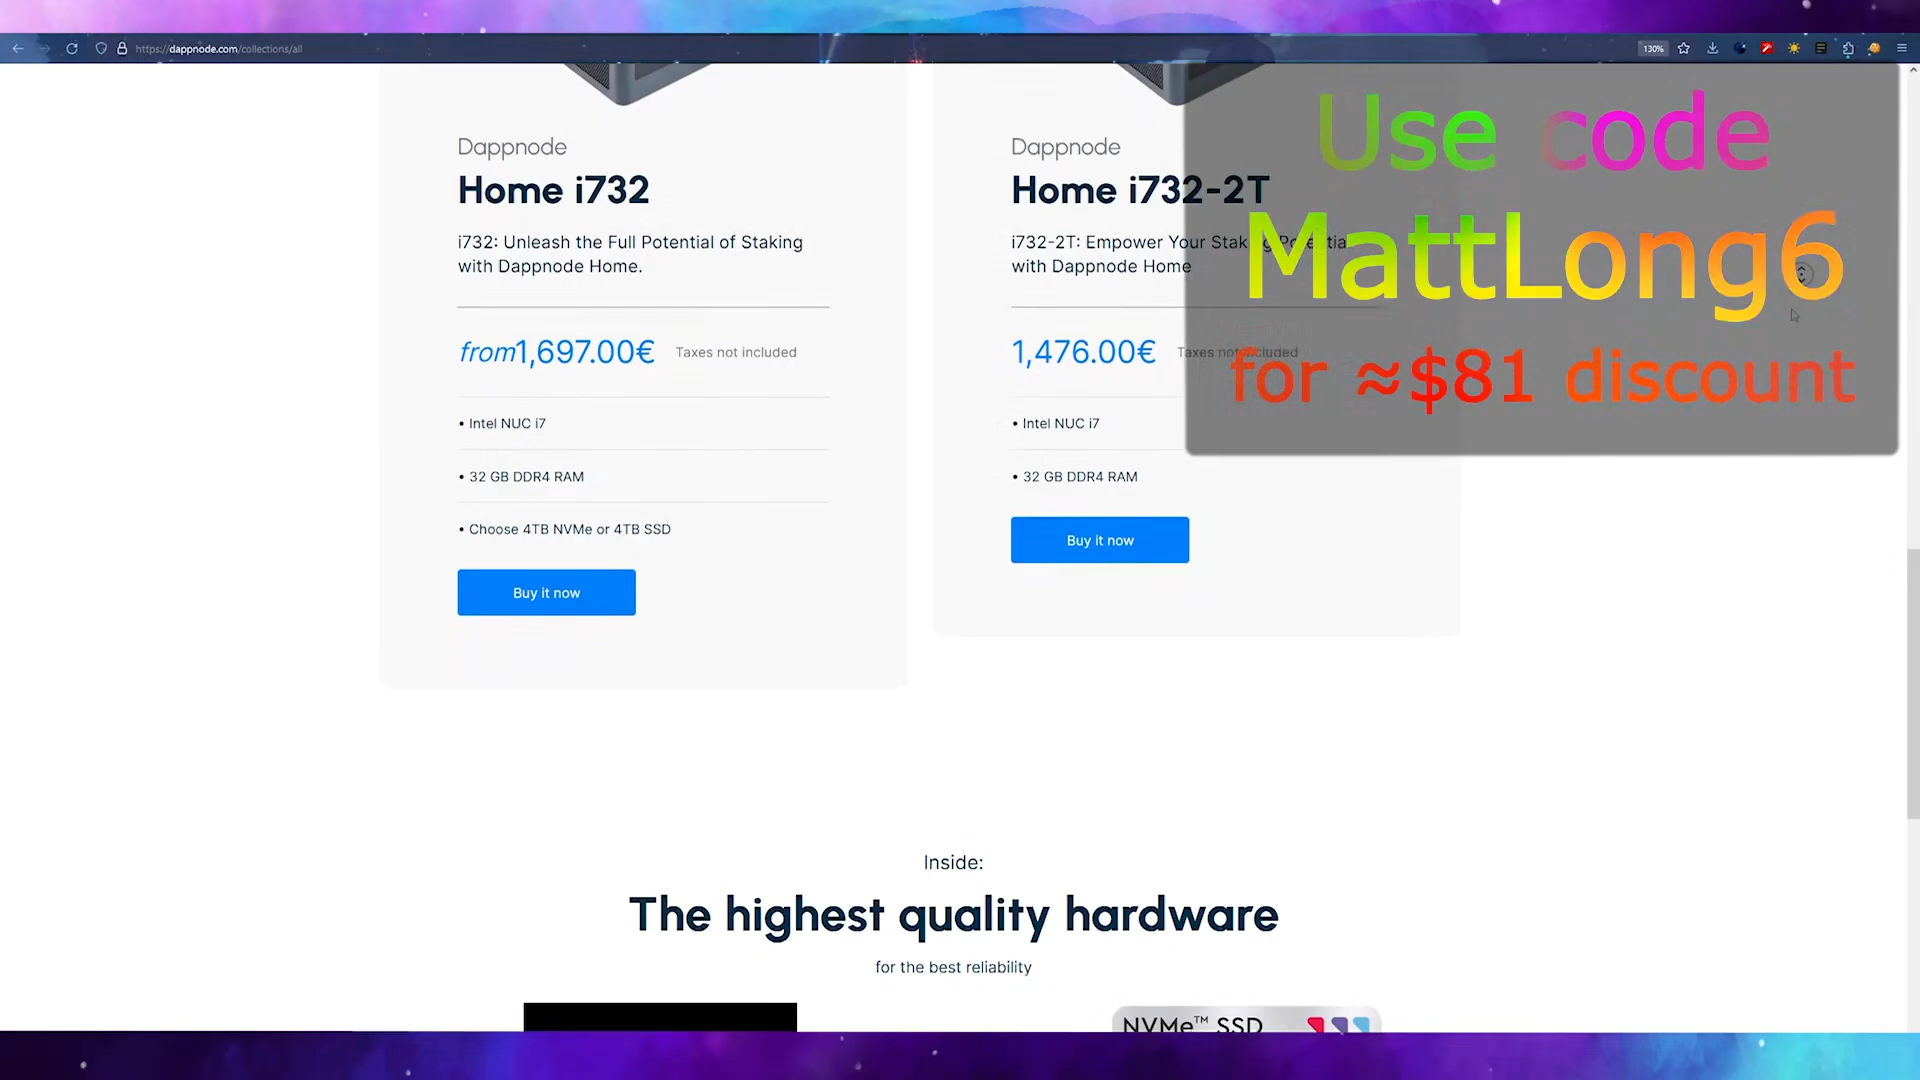 https://dappnode.com/collections/all
130%
Dappnode
Home i732
i732: Unleash the Full Potential of Staking
with Dappnode Home.
from1,697.00€ Taxes not included
• Intel NUC i7
• 32 GB DDR4 RAM
• Choose 4TB NVMe or 4TB SSD
Buy it now
Dappnode
Home i732-2T
i732-2T: Empower Your Staking Potential
with Dappnode Home
1,476.00€ Taxes not included
• Intel NUC i7
• 32 GB DDR4 RAM
Buy it now
Use code
MattLong6
for ≈$81 discount
Inside:
The highest quality hardware
for the best reliability
NVMe™ SSD